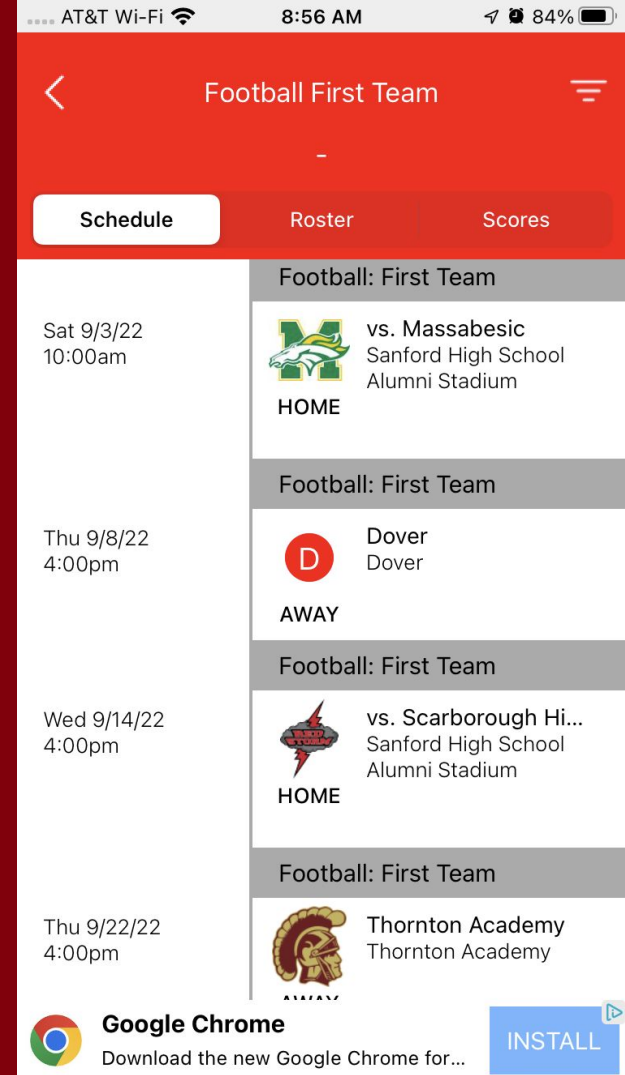 AT&T Wi-Fi 8:56 AM 84%
Football First Team
-
Schedule Roster Scores
Football: First Team
Sat 9/3/22
10:00am
M
HOME
vs. Massabesic
Sanford High School
Alumni Stadium
Football: First Team
Thu 9/8/22
4:00pm
D
AWAY
Dover
Dover
Football: First Team
Wed 9/14/22
4:00pm
RED
STORM
HOME
vs. Scarborough Hi...
Sanford High School
Alumni Stadium
Football: First Team
Thu 9/22/22
4:00pm
AWAY
Thornton Academy
Thornton Academy
Google Chrome
Download the new Google Chrome for...
INSTALL